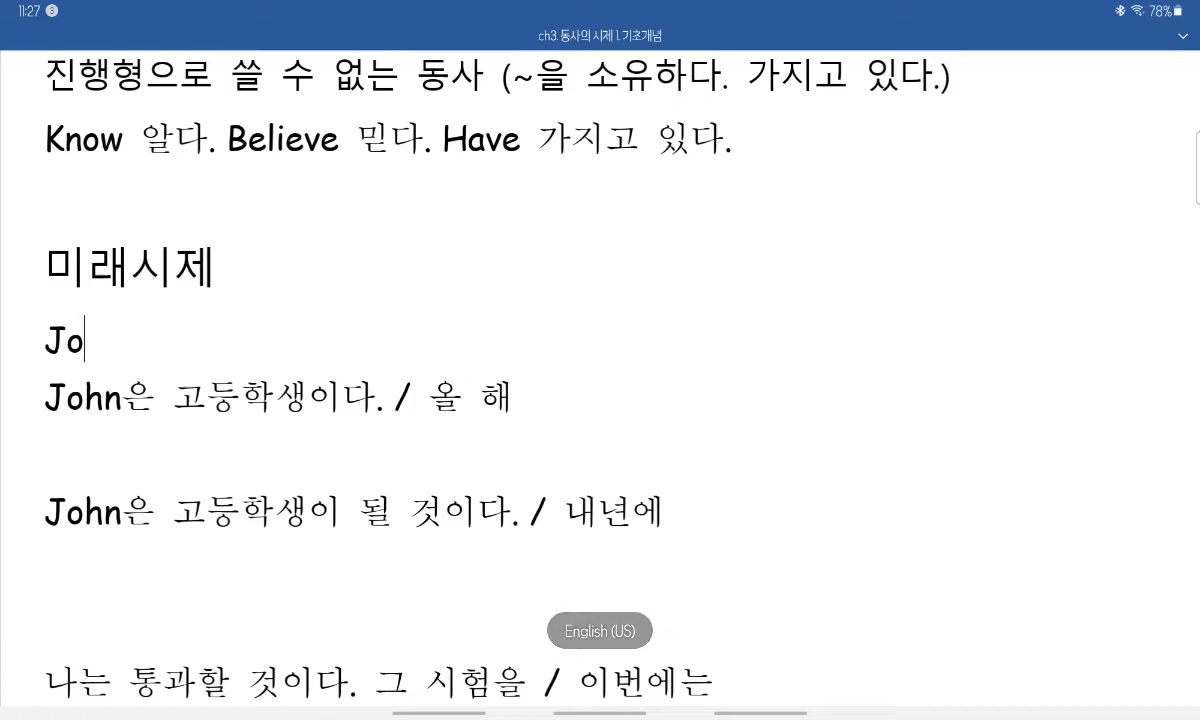 11:27 3 78%
ch3. 동사의 시제 1. 기초개념
진행형으로 쓸 수 없는 동사 (~을 소유하다. 가지고 있다.)
Know 알다. Believe 믿다. Have 가지고 있다.
미래시제
Jo
John은 고등학생이다. / 올 해
John은 고등학생이 될 것이다. / 내년에
English (US)
나는 통과할 것이다. 그 시험을 / 이번에는